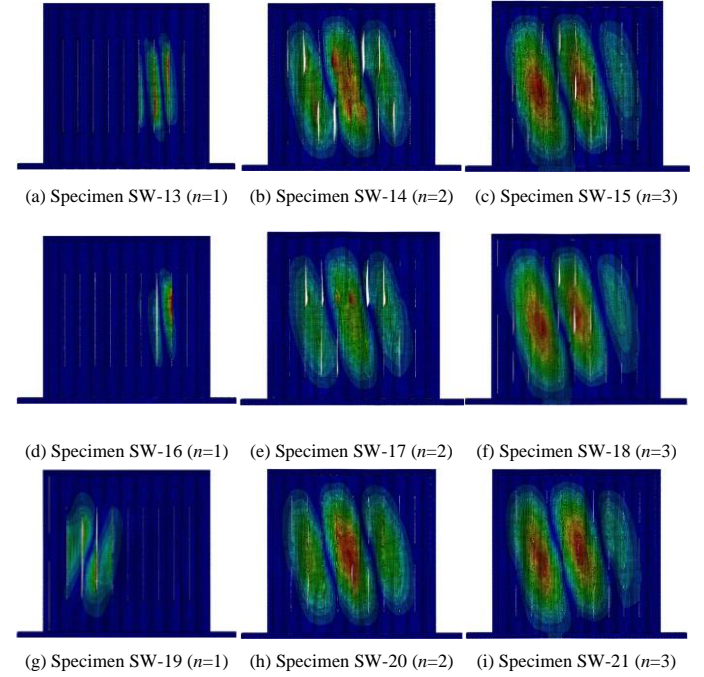 (a) Specimen SW-13 (n=1) (b) Specimen SW-14 (n=2) (c) Specimen SW-15 (n=3)
(d) Specimen SW-16 (n=1) (e) Specimen SW-17 (n=2) (f) Specimen SW-18 (n=3)
(g) Specimen SW-19 (n=1) (h) Specimen SW-20 (n=2) (i) Specimen SW-21 (n=3)